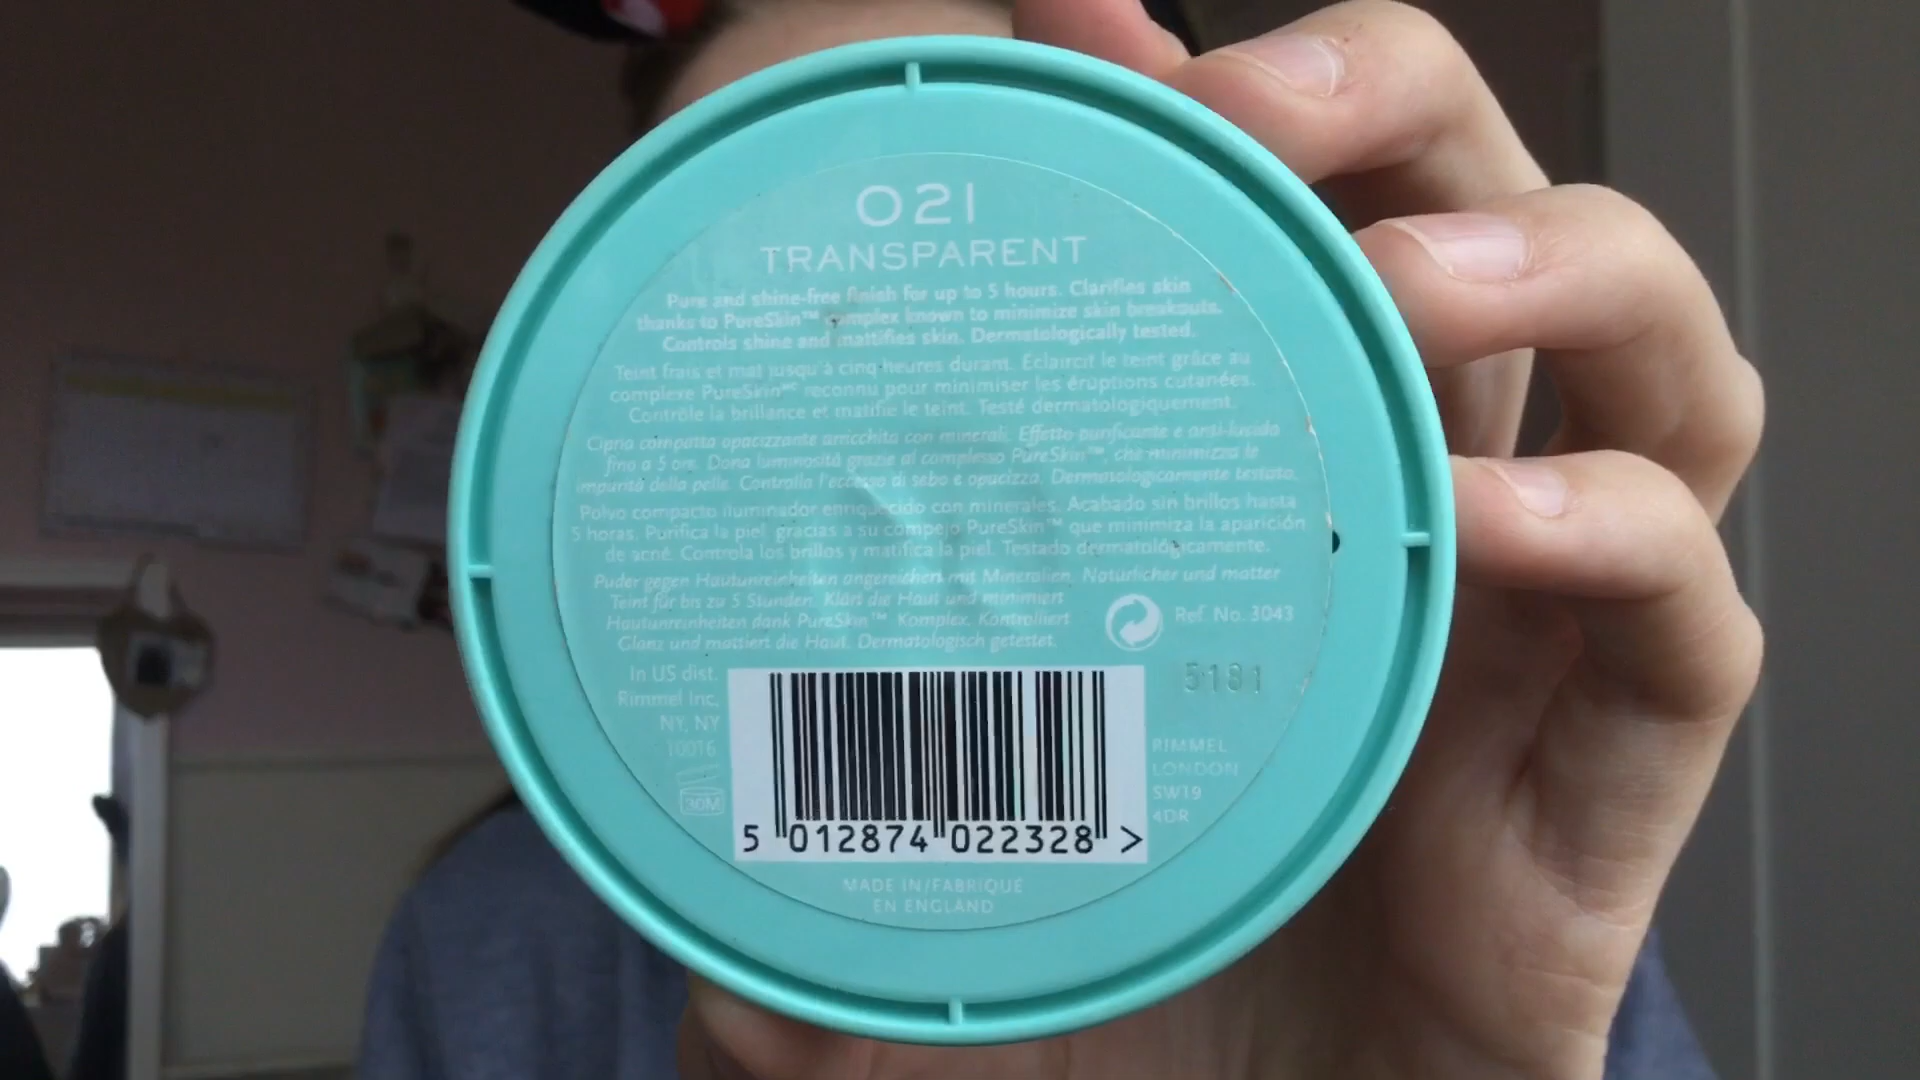 021
TRANSPARENT
Pure and shine-free finish for up to 5 hours. Clarifies skin
thanks to PureSkin™ complex known to minimize skin breakouts.
Controls shine and mattifies skin. Dermatologically tested.
Teint frais et mat jusqu'à cinq heures durant. Eclaircit le teint grâce au
complexe PureSkinᴹᶜ reconnu pour minimiser les éruptions cutanées.
Contrôle la brillance et matifie le teint. Testé dermatologiquement.
Cipria compatta opacizzante arricchita con minerali. Effetto purificante e anti-lucido
fino a 5 ore. Dona luminosità grazie al complesso PureSkin™, che minimizza le
impurità della pelle. Controlla l'eccesso di sebo e opacizza. Dermatologicamente testato.
Polvo compacto iluminador enriquecido con minerales. Acabado sin brillos hasta
5 horas. Purifica la piel gracias a su compejo PureSkin™ que minimiza la aparición
de acné. Controla los brillos y matifica la piel. Testado dermatológicamente.
Puder gegen Hautunreinheiten angereichert mit Mineralien. Natürlicher und matter
Teint für bis zu 5 Stunden. Klärt die Haut und minimiert
Hautunreinheiten dank PureSkin™ Komplex. Kontrolliert
Glanz und mattiert die Haut. Dermatologisch getestet.
Ref. No. 3043
In US dist.
Rimmel Inc,
NY, NY
10016
30M
5181
RIMMEL
LONDON
SW19
4DR
5 012874 022328 >
MADE IN/FABRIQUÉ
EN ENGLAND